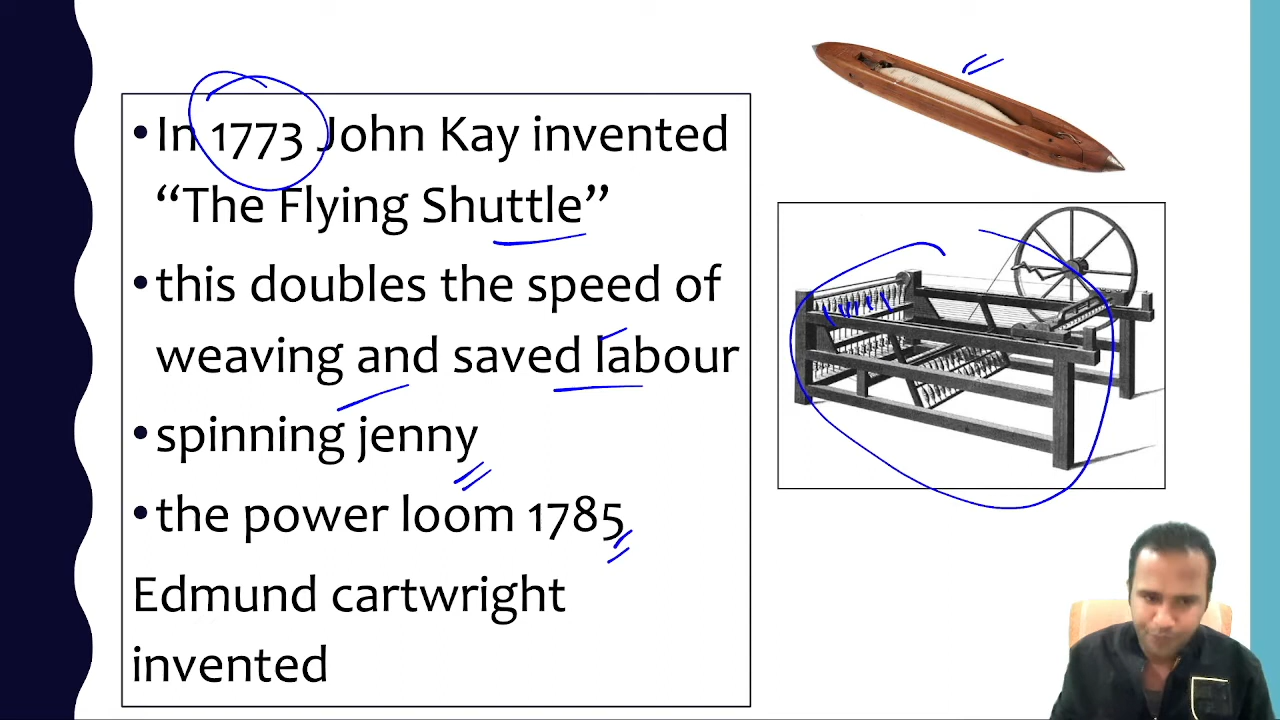 •In 1773 John Kay invented
“The Flying Shuttle”
•this doubles the speed of
weaving and saved labour
•spinning jenny
•the power loom 1785
Edmund cartwright
invented